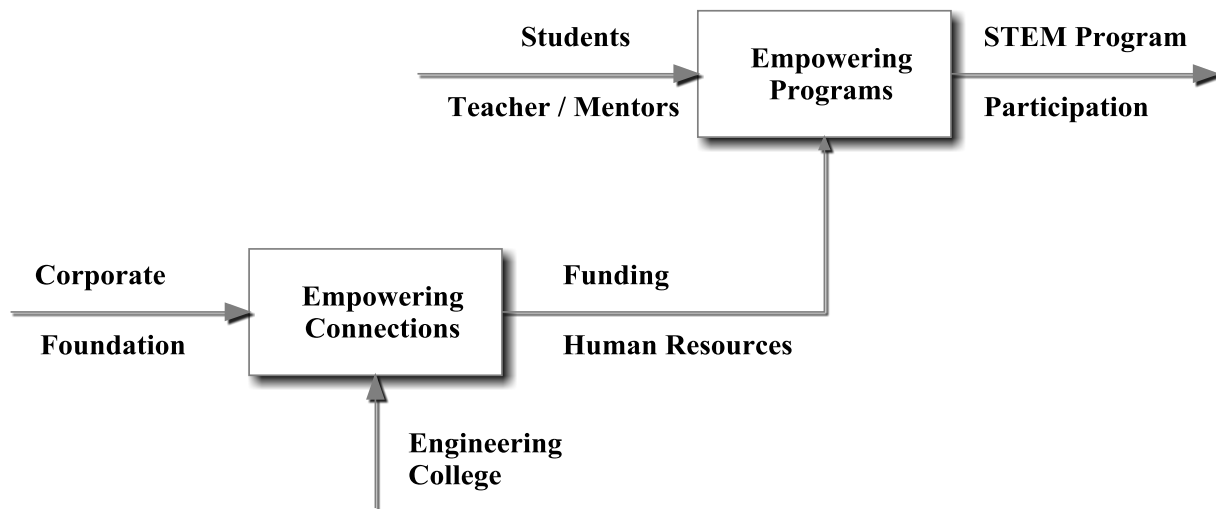 Students
Teacher / Mentors
Empowering
Programs
STEM Program
Participation
Corporate
Foundation
Empowering
Connections
Funding
Human Resources
Engineering
College